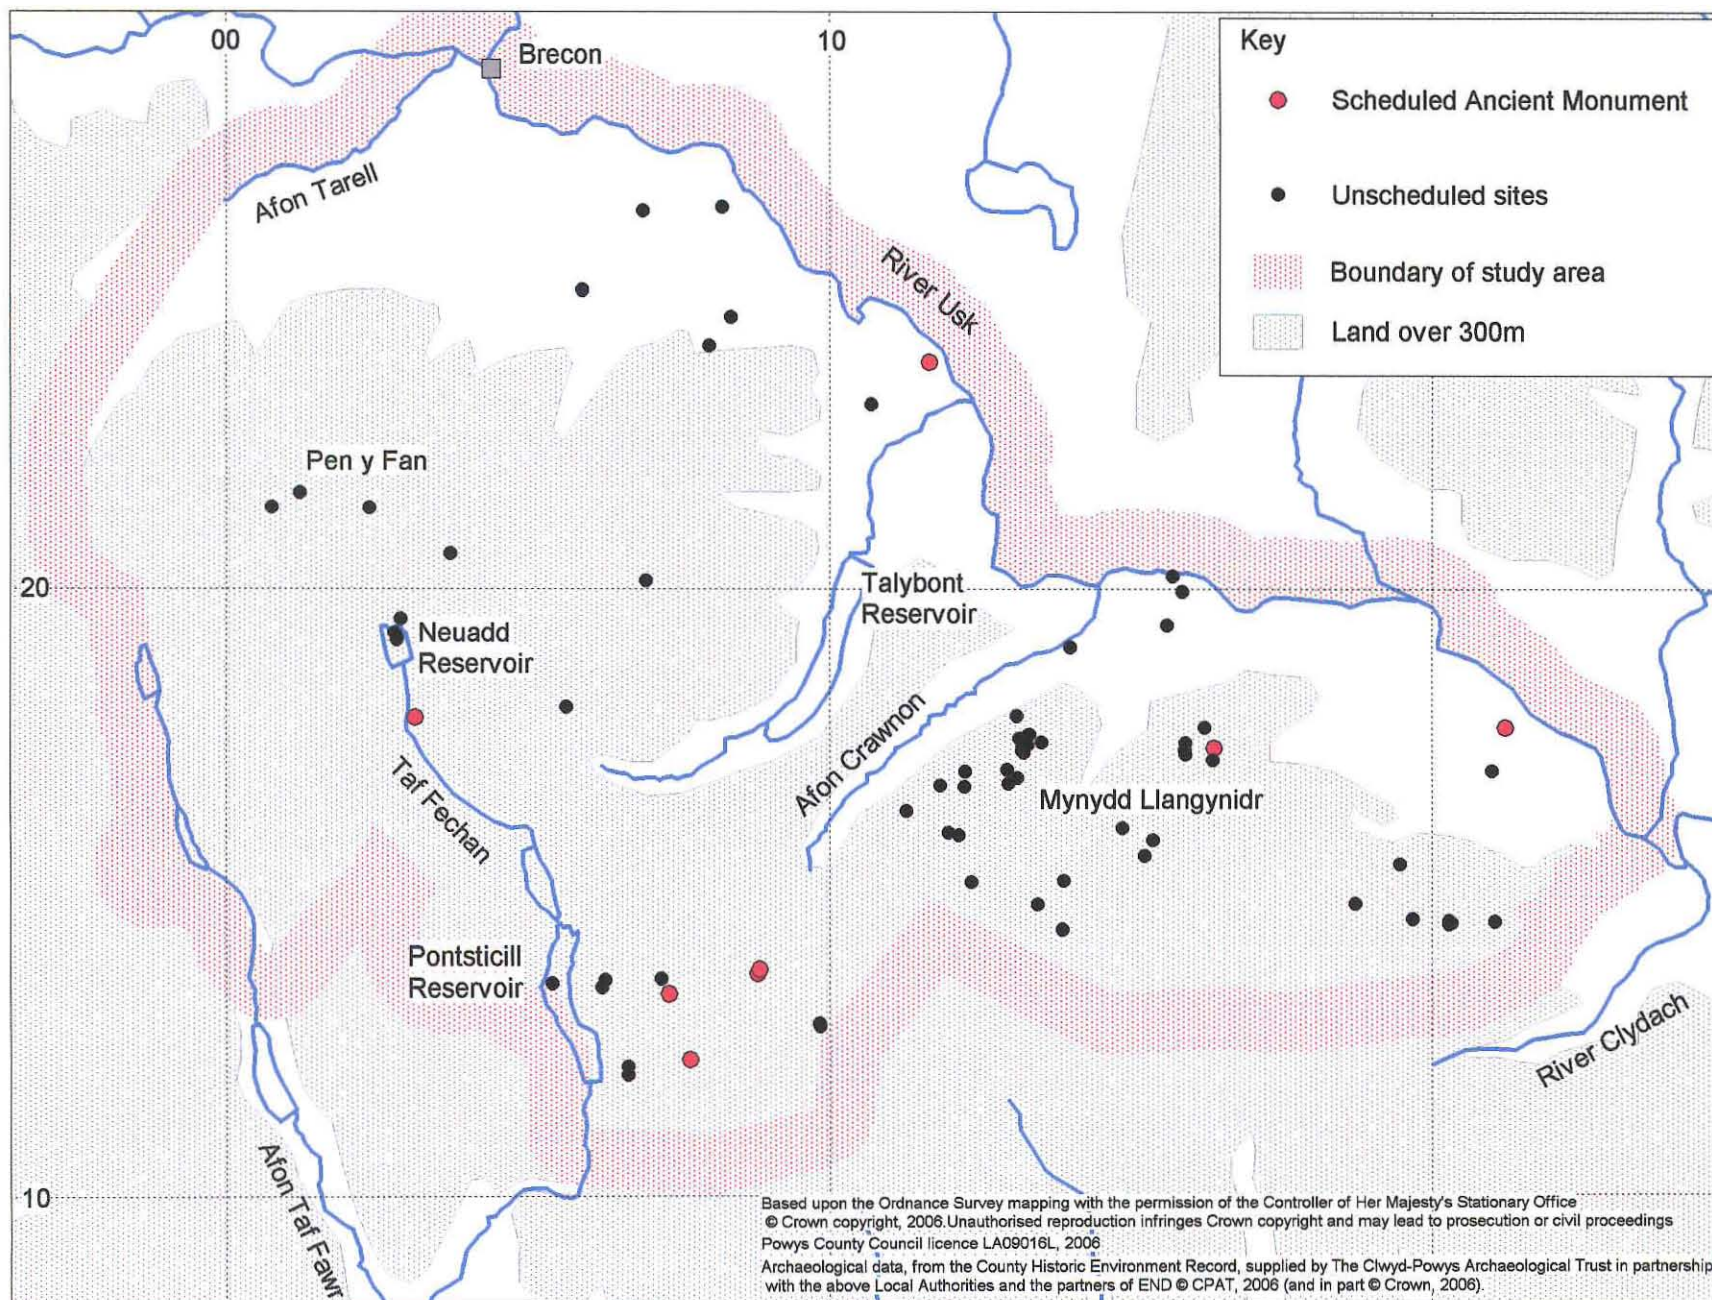 00
10
Brecon
Key
Scheduled Ancient Monument
Unscheduled sites
Boundary of study area
Land over 300m
Afon Tarell
River Usk
Pen y Fan
20
Talybont
Reservoir
Neuadd
Reservoir
Taf Fechan
Afon Crawnon
Mynydd Llangynidr
Pontsticill
Reservoir
River Clydach
Afon Taf Fawr
10
Based upon the Ordnance Survey mapping with the permission of the Controller of Her Majesty's Stationary Office
© Crown copyright, 2006.Unauthorised reproduction infringes Crown copyright and may lead to prosecution or civil proceedings
Powys County Council licence LA09016L, 2006
Archaeological data, from the County Historic Environment Record, supplied by The Clwyd-Powys Archaeological Trust in partnership
with the above Local Authorities and the partners of END © CPAT, 2006 (and in part © Crown, 2006).